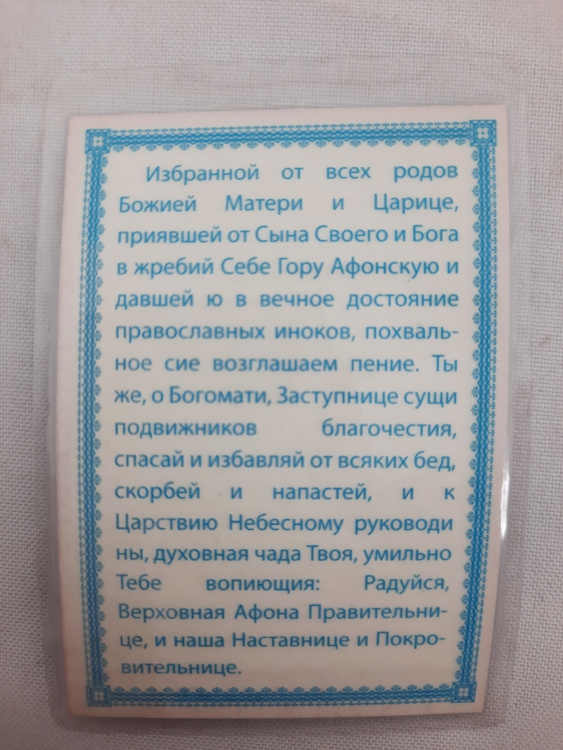 Избранной от всех родов
Божией Матери и Царице,
приявшей от Сына Своего и Бога
в жребий Себе Гору Афонскую и
давшей ю в вечное достояние
православных иноков, похваль-
ное сие возглашаем пение. Ты
же, о Богомати, Заступнице сущи
подвижников благочестия,
спасай и избавляй от всяких бед,
скорбей и напастей, и к
Царствию Небесному руководи
ны, духовная чада Твоя, умильно
Тебе вопиющия: Радуйся,
Верховная Афона Правительни-
це, и наша Наставнице и Покро-
вительнице.